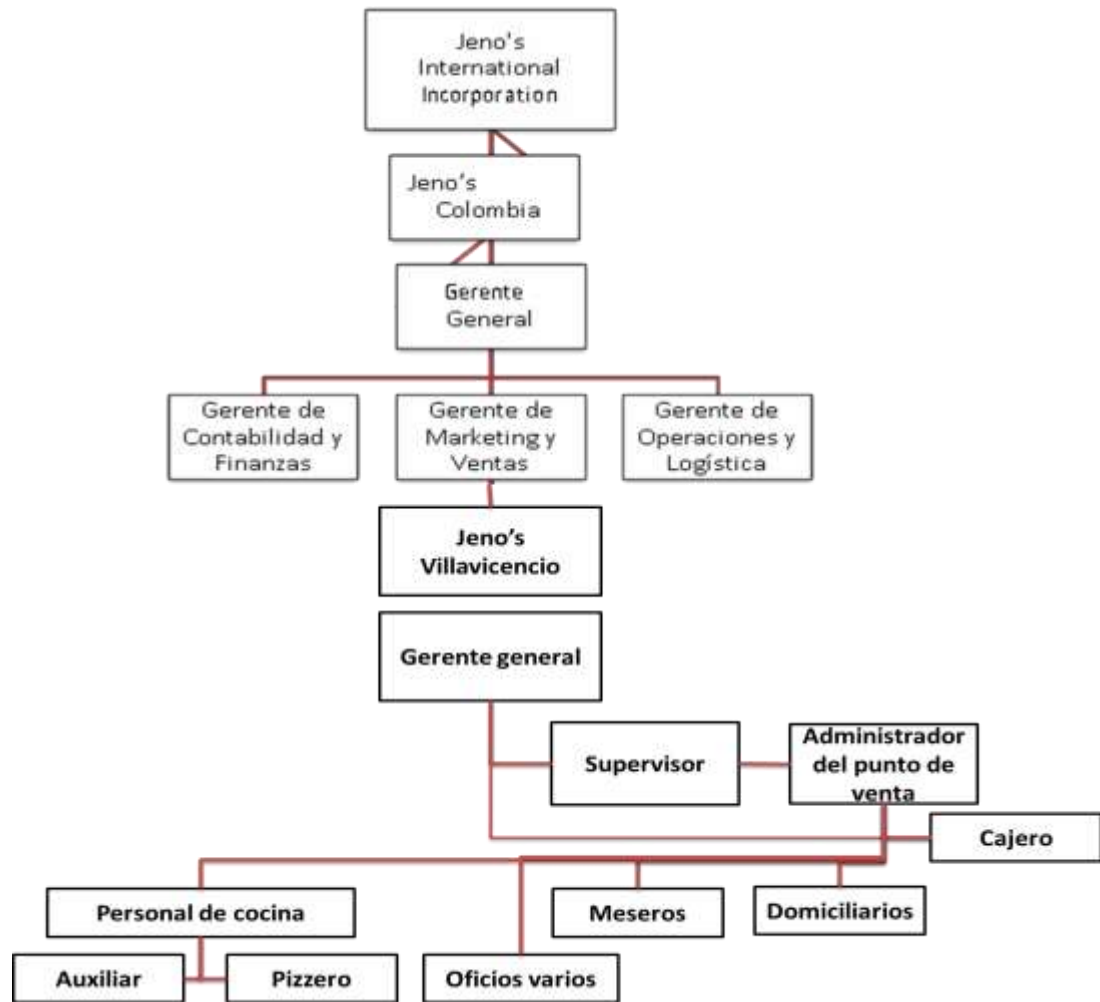 Jeno's
International
Incorporation
Jeno's
Colombia
Gerente
General
Gerente de
Contabilidad y
Finanzas
Gerente de
Marketing y
Ventas
Gerente de
Operaciones y
Logística
Jeno's
Villavicencio
Gerente general
Supervisor
Administrador
del punto de
venta
Cajero
Personal de cocina
Meseros
Domiciliarios
Auxiliar
Pizzero
Oficios varios